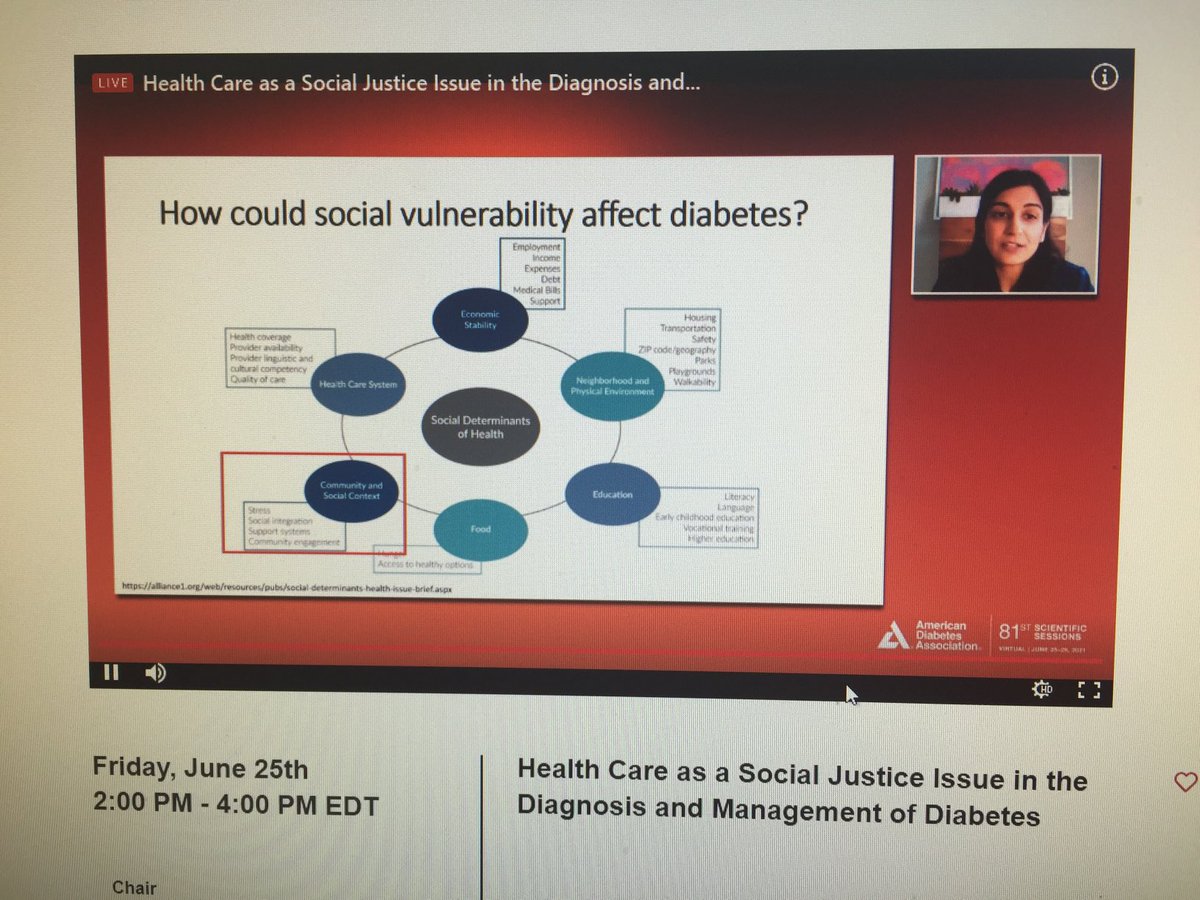 LIVE Health Care as a Social Justice Issue in the Diagnosis and...
How could social vulnerability affect diabetes?
Employment
Income
Expenses
Debt
Medical Bills
Support
Economic
Stability
Housing
Transportation
Safety
ZIP code/geography
Parks
Playgrounds
Walkability
Neighborhood and
Physical Environment
Health coverage
Provider availability
Provider linguistic and
cultural competency
Quality of care
Health Care System
Social Determinants
of Health
Community and
Social Context
Stress
Social integration
Support systems
Community engagement
Education
Literacy
Language
Early childhood education
Vocational training
Higher education
Food
Access to healthy options
https://alliance1.org/web/resources/pubs/social-determinants-health-issue-brief.aspx
American
Diabetes
Association.
81ST SCIENTIFIC
SESSIONS
VIRTUAL | JUNE 25-29, 2021
HD
Friday, June 25th
2:00 PM - 4:00 PM EDT
Health Care as a Social Justice Issue in the
Diagnosis and Management of Diabetes
Chair